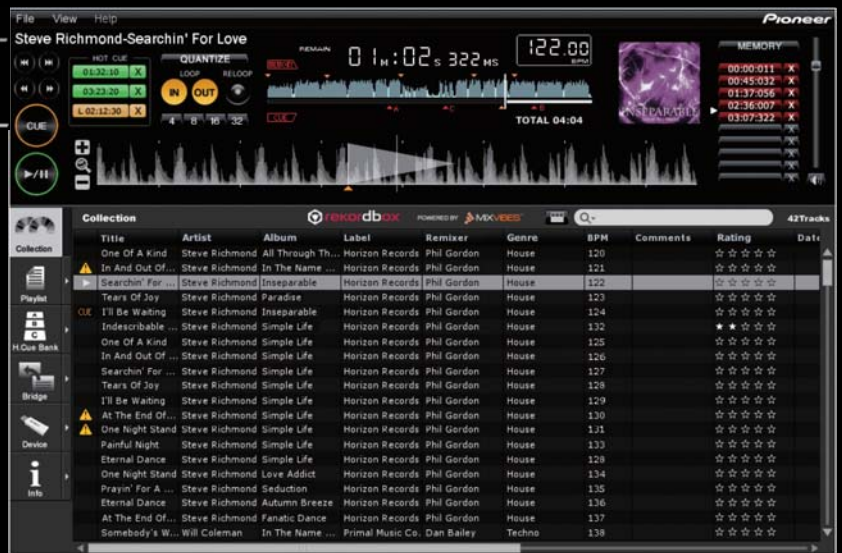 File View Help
Pioneer
Steve Richmond-Searchin' For Love
HOT CUE
01:32:10 X
03:23:20 X
L 02:12:30 X
QUANTIZE
LOOP RELOOP
IN OUT
4 8 16 32
REMAIN
01M:02S 322MS
122.00
BPM
MEMORY
CUE
A C B
TOTAL 04:04
INSEPARABLE
MEMORY
00:00:011 X
00:45:032 X
01:37:056 X
02:36:007 X
03:07:322 X
X
X
X
X
X
CUE
Collection
rekordbox POWERED BY MIXVIBES
42Tracks
Title Artist Album Label Remixer Genre BPM Comments Rating Date
One Of A Kind Steve Richmond All Through Th... Horizon Records Phil Gordon House 120
In And Out Of... Steve Richmond In The Name ... Horizon Records Phil Gordon House 121
Searchin' For ... Steve Richmond Inseparable Horizon Records Phil Gordon House 122
Tears Of Joy Steve Richmond Paradise Horizon Records Phil Gordon House 123
CUE I'll Be Waiting Steve Richmond Inseparable Horizon Records Phil Gordon House 124
Indescribable ... Steve Richmond Simple Life Horizon Records Phil Gordon House 132
One Of A Kind Steve Richmond Simple Life Horizon Records Phil Gordon House 125
In And Out Of ... Steve Richmond Simple Life Horizon Records Phil Gordon House 126
Searchin' For ... Steve Richmond Simple Life Horizon Records Phil Gordon House 127
Tears Of Joy Steve Richmond Simple Life Horizon Records Phil Gordon House 128
I'll Be Waiting Steve Richmond Simple Life Horizon Records Phil Gordon House 129
At The End Of... Steve Richmond Simple Life Horizon Records Phil Gordon House 130
One Night Stand Steve Richmond Simple Life Horizon Records Phil Gordon House 131
Painful Night Steve Richmond Simple Life Horizon Records Phil Gordon House 133
Eternal Dance Steve Richmond Simple Life Horizon Records Phil Gordon House 128
One Night Stand Steve Richmond Love Addict Horizon Records Phil Gordon House 134
Prayin' For A ... Steve Richmond Seduction Horizon Records Phil Gordon House 135
Eternal Dance Steve Richmond Autumn Breeze Horizon Records Phil Gordon House 136
At The End Of... Steve Richmond Fanatic Dance Horizon Records Phil Gordon House 137
Somebody's W... Will Coleman In The Name ... Primal Music Co. Dan Bailey Techno 138
Collection
Playlist
A
B
C
H.Cue Bank
Bridge
Device
i
Info